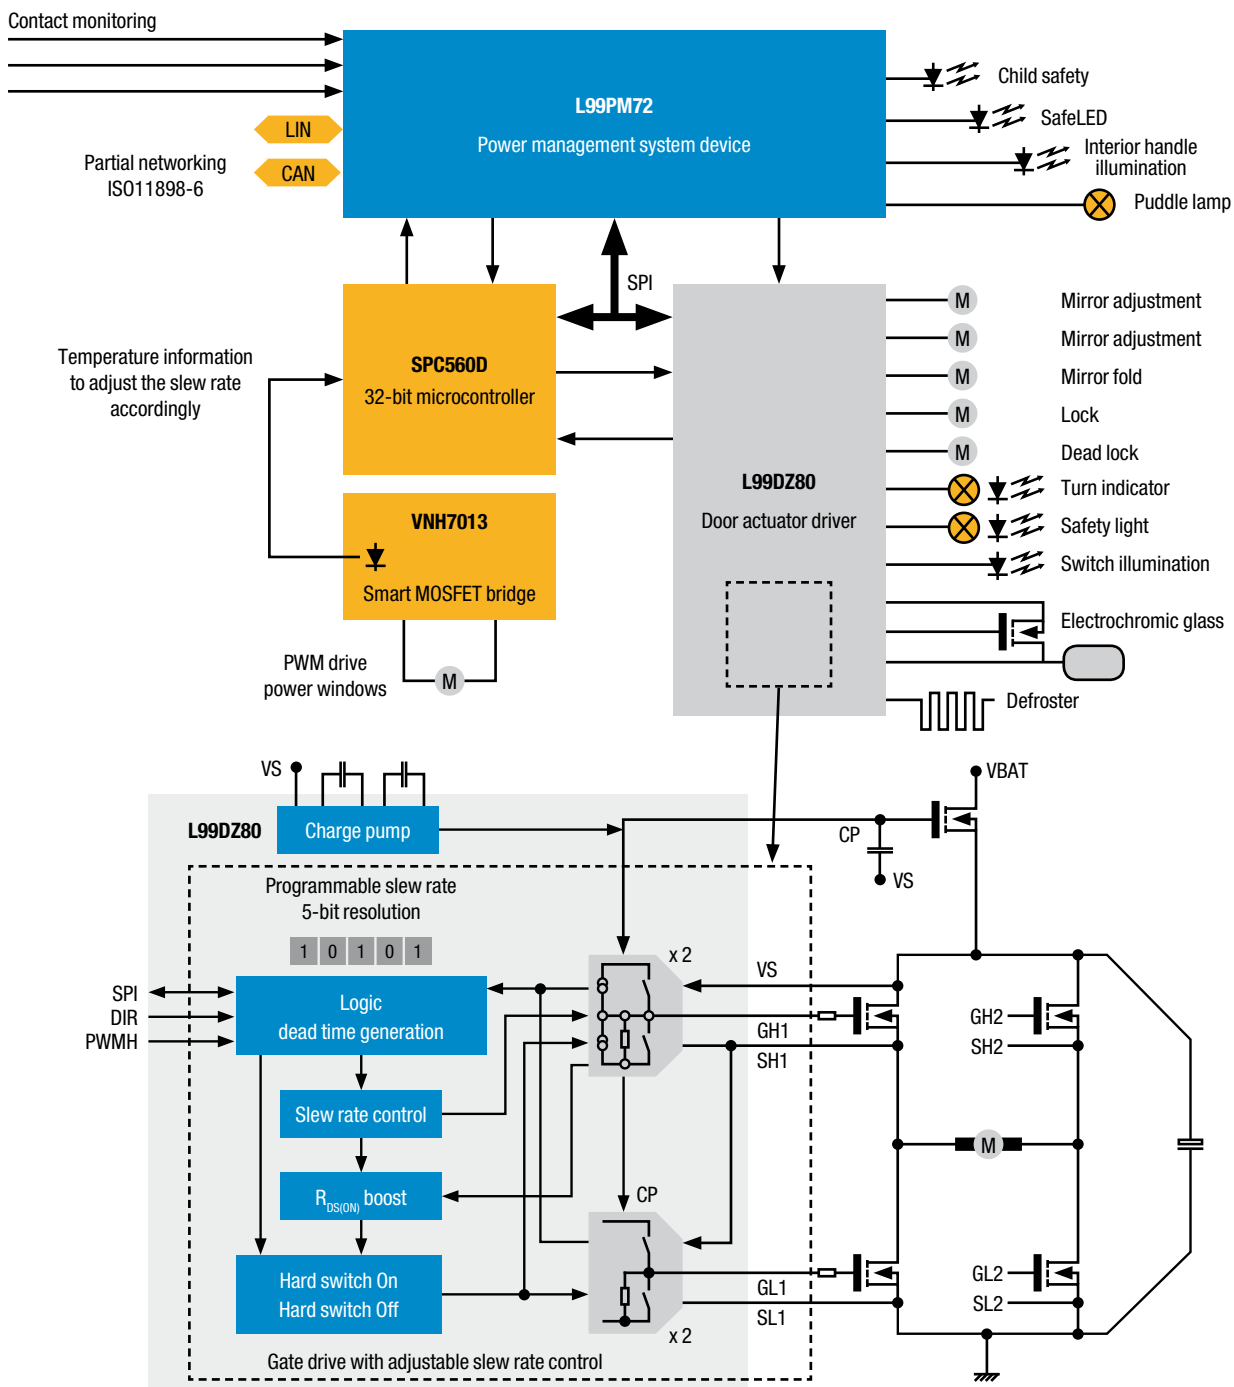 Contact monitoring
L99PM72
Power management system device
LIN
CAN
Partial networking
ISO11898-6
Child safety
SafeLED
Interior handle
illumination
Puddle lamp
SPI
SPC560D
32-bit microcontroller
Temperature information
to adjust the slew rate
accordingly
VNH7013
Smart MOSFET bridge
PWM drive
power windows
M
L99DZ80
Door actuator driver
M
Mirror adjustment
M
Mirror adjustment
M
Mirror fold
M
Lock
M
Dead lock
Turn indicator
Safety light
Switch illumination
Electrochromic glass
Defroster
VS
L99DZ80
Charge pump
VBAT
CP
VS
Programmable slew rate
5-bit resolution
1 0 1 0 1
x 2
SPI
DIR
PWMH
Logic
dead time generation
VS
GH1
SH1
GH2
SH2
Slew rate control
M
RDS(ON) boost
CP
Hard switch On
Hard switch Off
GL1
SL1
GL2
SL2
x 2
Gate drive with adjustable slew rate control